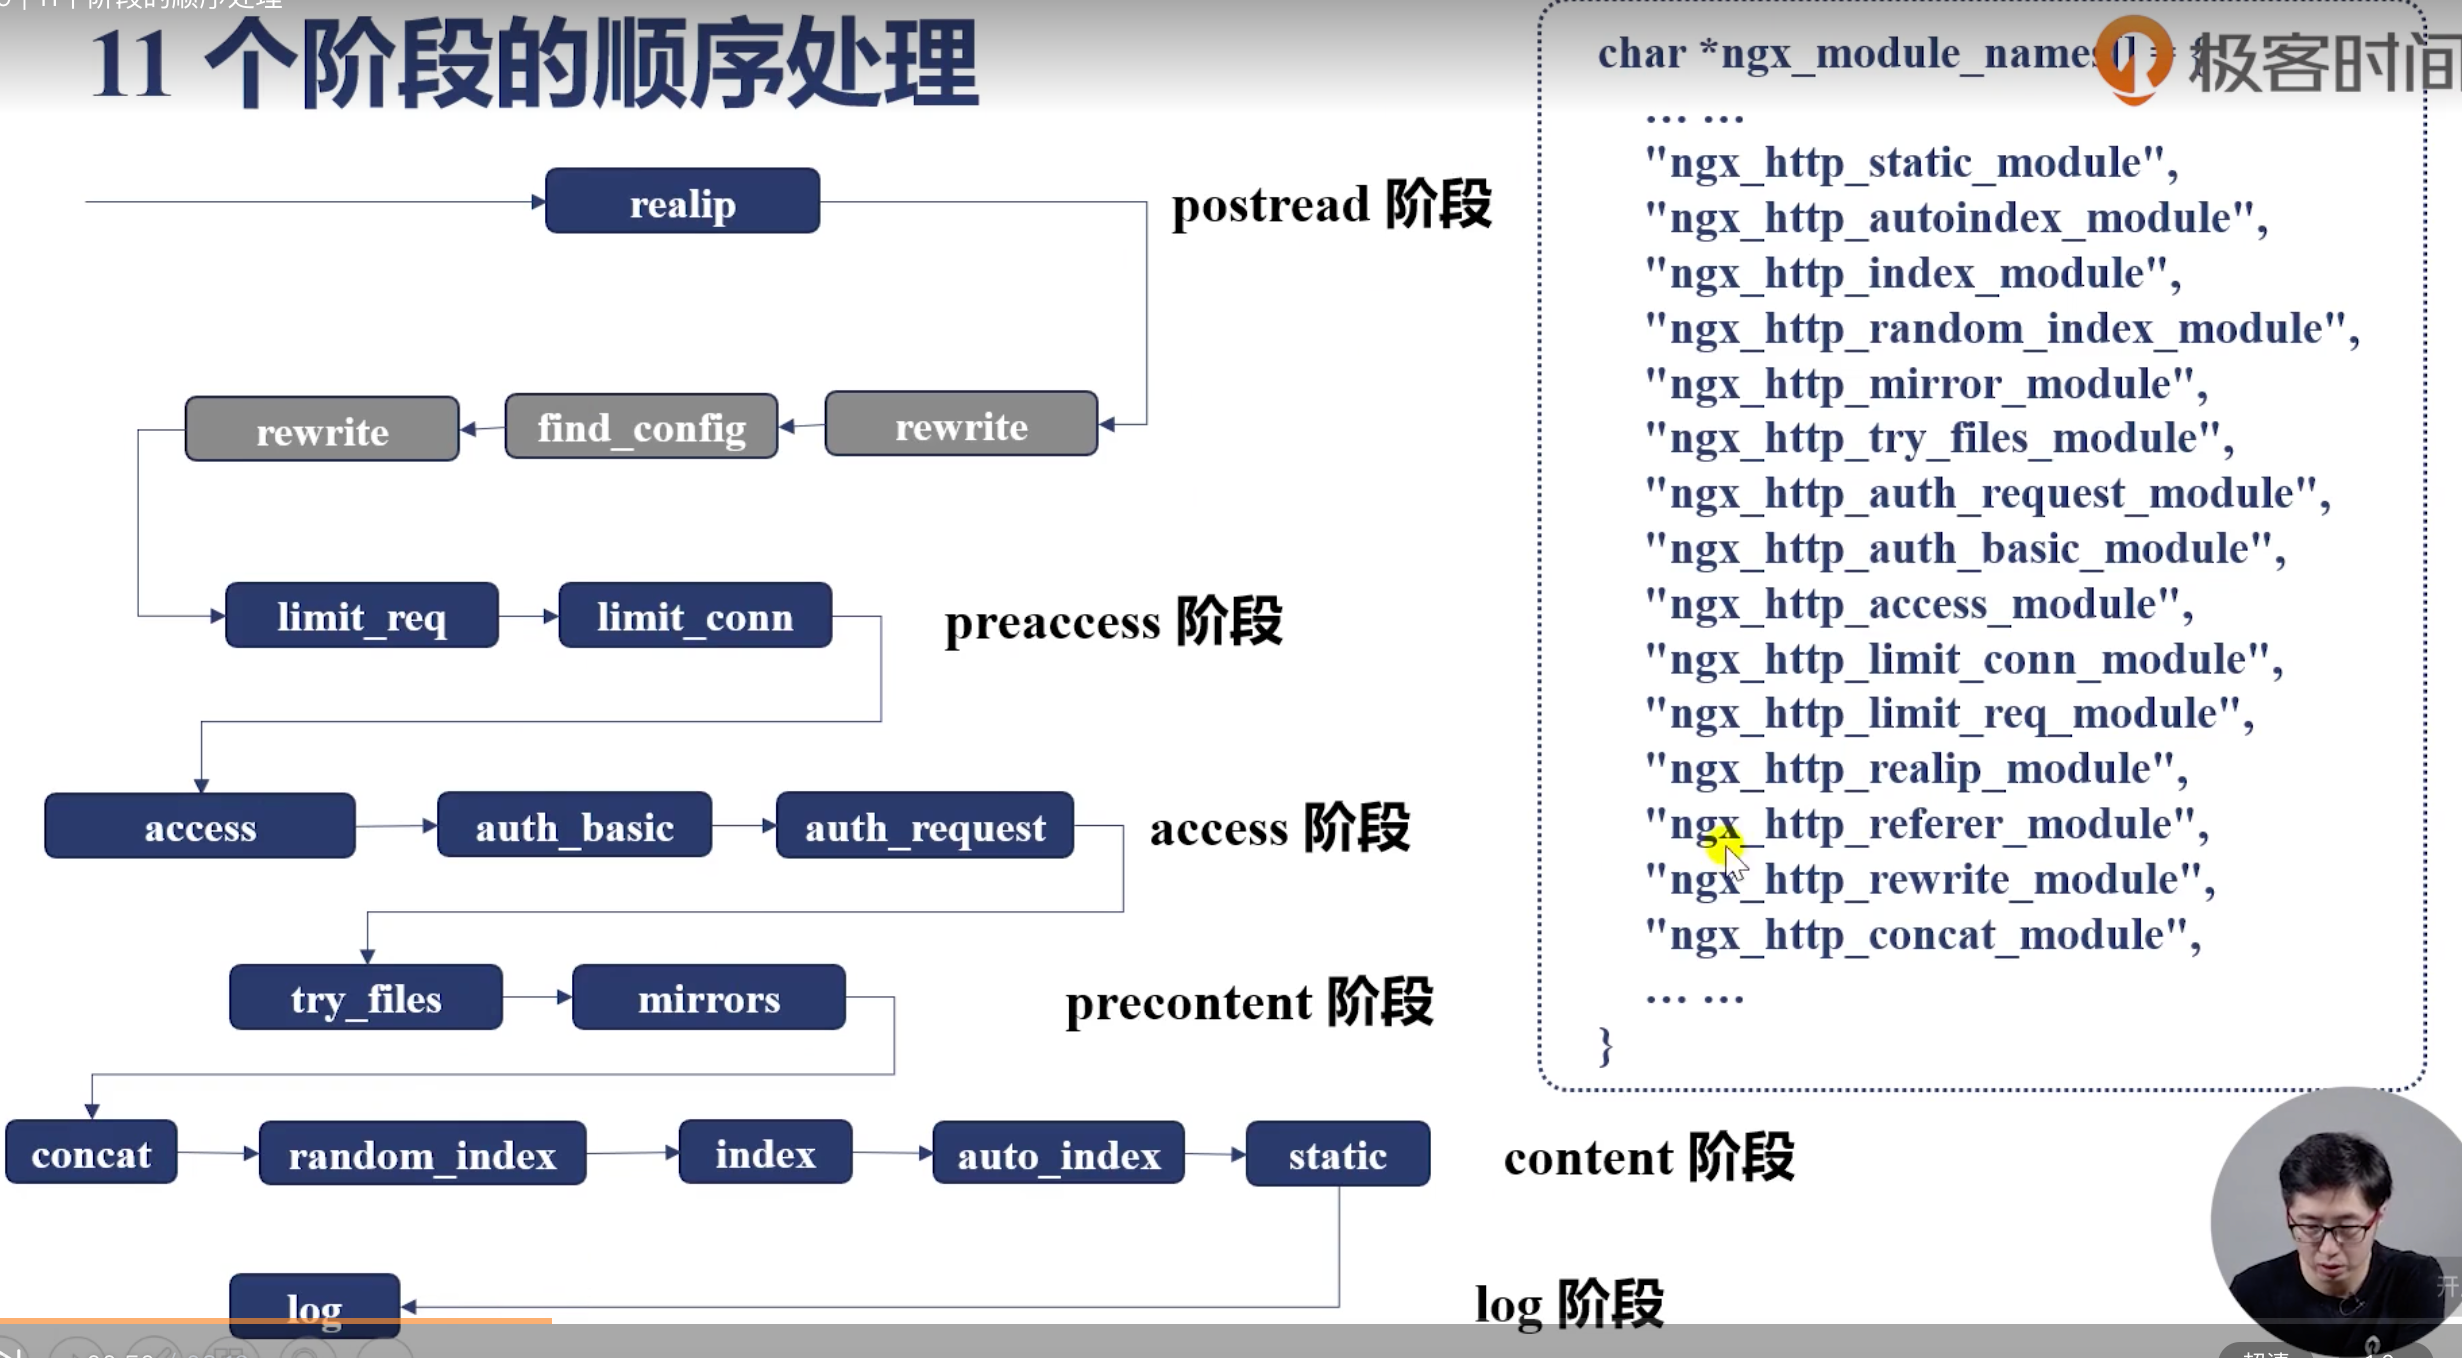 11 个阶段的顺序处理
realip
postread 阶段
rewrite
find_config
rewrite
limit_req
limit_conn
preaccess 阶段
access
auth_basic
auth_request
access 阶段
try_files
mirrors
precontent 阶段
concat
random_index
index
auto_index
static
content 阶段
log
log 阶段
char *ngx_module_names[] = {
极客时间
... ...
"ngx_http_static_module",
"ngx_http_autoindex_module",
"ngx_http_index_module",
"ngx_http_random_index_module",
"ngx_http_mirror_module",
"ngx_http_try_files_module",
"ngx_http_auth_request_module",
"ngx_http_auth_basic_module",
"ngx_http_access_module",
"ngx_http_limit_conn_module",
"ngx_http_limit_req_module",
"ngx_http_realip_module",
"ngx_http_referer_module",
"ngx_http_rewrite_module",
"ngx_http_concat_module",
... ...
}
开